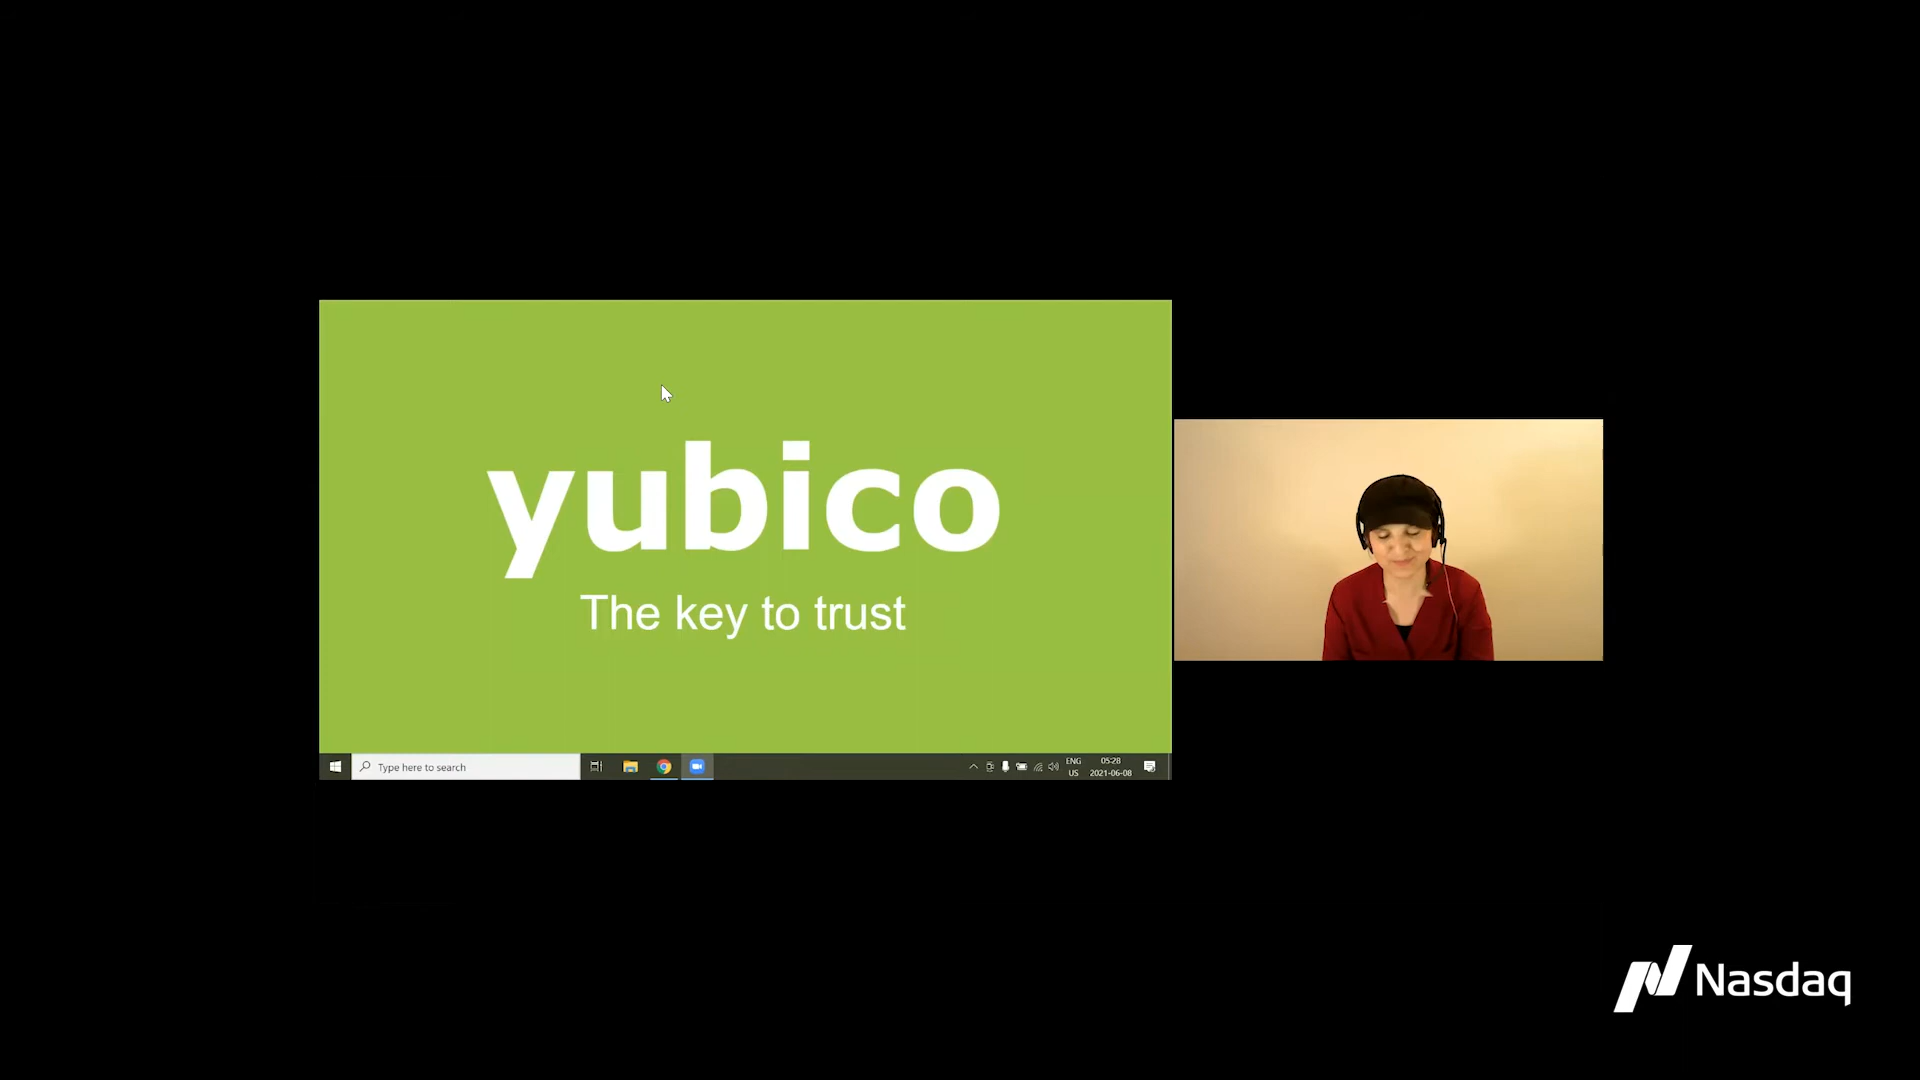 yubico
The key to trust
Type here to search
ENG
US
05:28
2021-06-08
Nasdaq